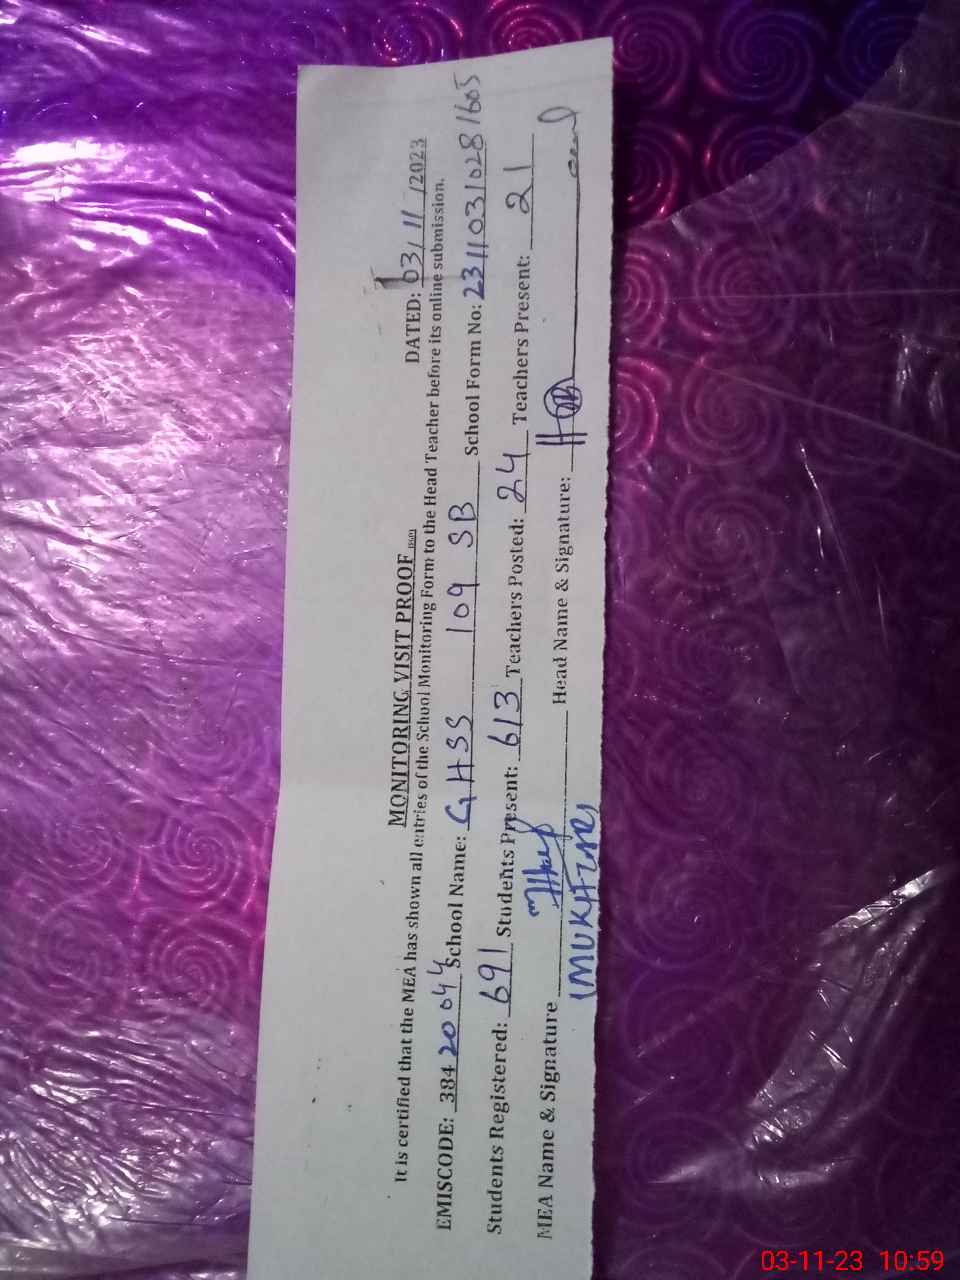 MONITORING VISIT PROOF
DATED: 03/11/2023
It is certified that the MEA has shown all entries of the School Monitoring Form to the Head Teacher before its online submission.
EMISCODE: 38420044 School Name: GHSS 109 SB School Form No: 23110310281605
Students Registered: 691 Students Present: 613 Teachers Posted: 24 Teachers Present: 21
MEA Name & Signature Head Name & Signature:
03-11-23 10:59